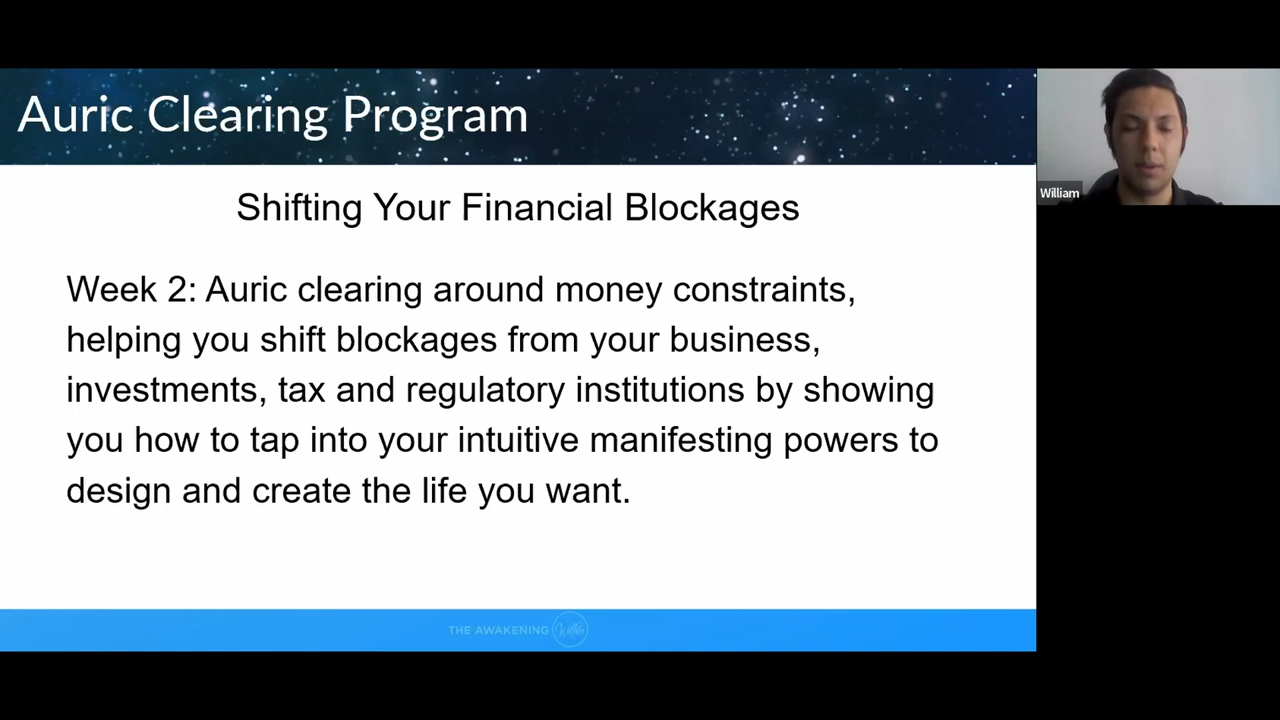 Auric Clearing Program
William
Shifting Your Financial Blockages
Week 2: Auric clearing around money constraints,
helping you shift blockages from your business,
investments, tax and regulatory institutions by showing
you how to tap into your intuitive manifesting powers to
design and create the life you want.
THE AWAKENING Within